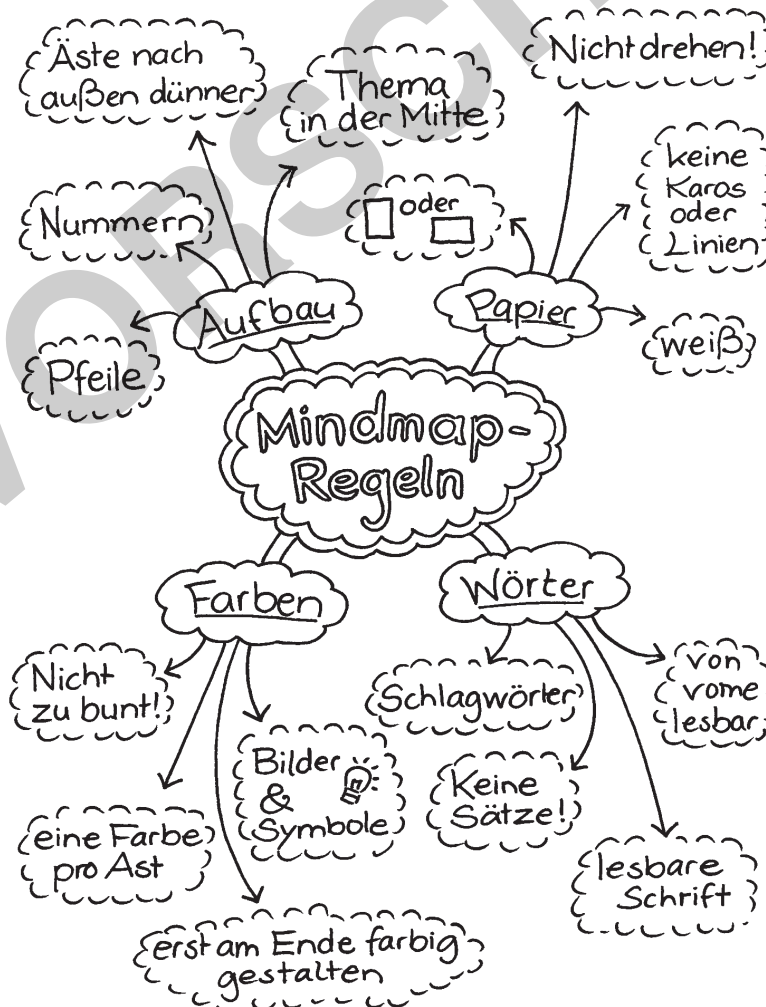 Äste nach
außen dünner
Thema
in der Mitte
Nicht drehen!
Nummern
oder
keine
Karos
oder
Linien
Aufbau
Papier
Pfeile
weiß
Mindmap-
Regeln
Farben
Wörter
Nicht
zu bunt!
Schlagwörter
von
vorne
lesbar
Bilder
&
Symbole
Keine
Sätze!
eine Farbe
pro Ast
lesbare
Schrift
erst am Ende farbig
gestalten